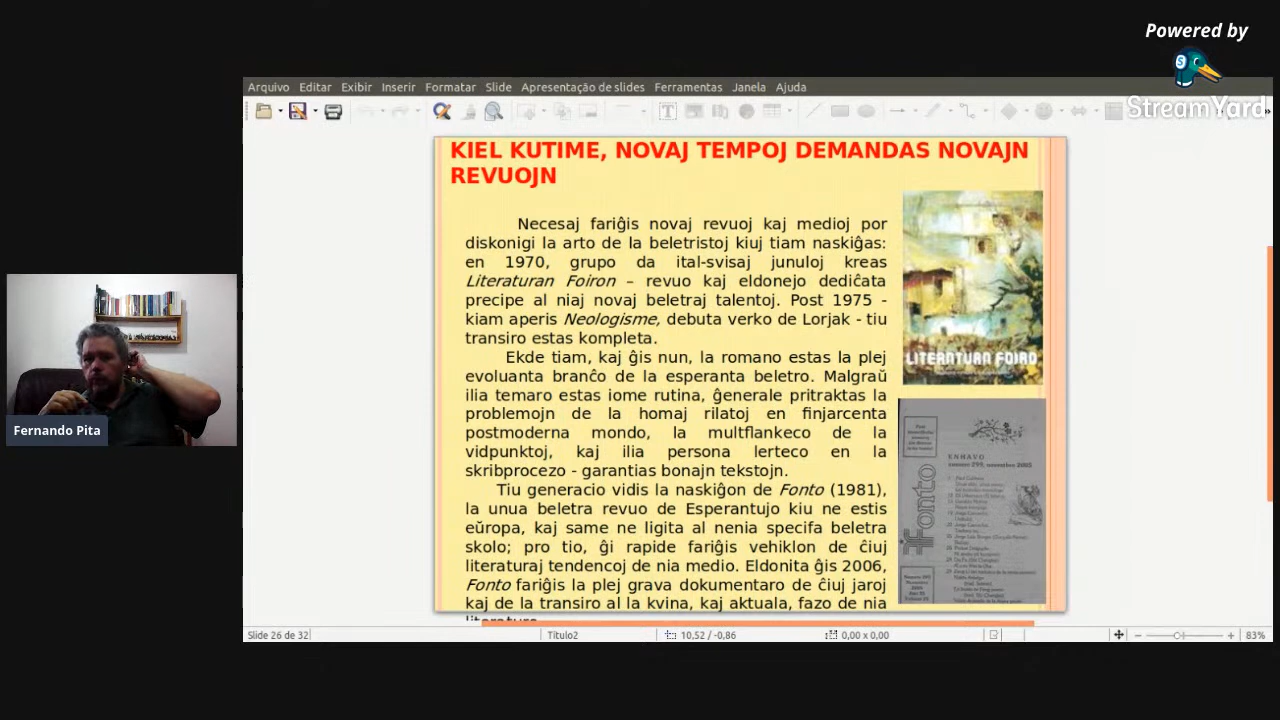 Powered by
StreamYard
Arquivo Editar Exibir Inserir Formatar Slide Apresentação de slides Ferramentas Janela Ajuda
KIEL KUTIME, NOVAJ TEMPOJ DEMANDAS NOVAJN
REVUOJN
Necesaj fariĝis novaj revuoj kaj medioj por
diskonigi la arto de la beletristoj kiuj tiam naskiĝas:
en 1970, grupo da ital-svisaj junuloj kreas
Literaturan Foiron – revuo kaj eldonejo dediĉata
precipe al niaj novaj beletraj talentoj. Post 1975 -
kiam aperis Neologisme, debuta verko de Lorjak - tiu
transiro estas kompleta.
Ekde tiam, kaj ĝis nun, la romano estas la plej
evoluanta branĉo de la esperanta beletro. Malgraŭ
ilia temaro estas iome rutina, ĝenerale pritraktas la
problemojn de la homaj rilatoj en finjarcenta
postmoderna mondo, la multflankeco de la
vidpunktoj, kaj ilia persona lerteco en la
skribprocezo - garantias bonajn tekstojn.
Tiu generacio vidis la naskiĝon de Fonto (1981),
la unua beletra revuo de Esperantujo kiu ne estis
eŭropa, kaj same ne ligita al nenia specifa beletra
skolo; pro tio, ĝi rapide fariĝis vehiklon de ĉiuj
literaturaj tendencoj de nia medio. Eldonita ĝis 2006,
Fonto fariĝis la plej grava dokumentaro de ĉiuj jaroj
kaj de la transiro al la kvina, kaj aktuala, fazo de nia
LITERATURA FOIRO
ENHAVO
Fonto
Fernando Pita
Slide 26 de 32
Título2
10,52 / -0,86
0,00 x 0,00
83%